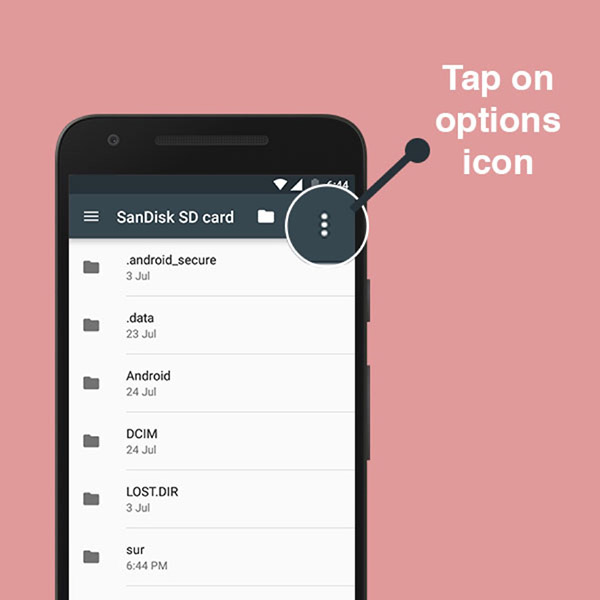 Tap on
options
icon
6:44
SanDisk SD card
.android_secure
3 Jul
.data
23 Jul
Android
24 Jul
DCIM
24 Jul
LOST.DIR
3 Jul
sur
6:44 PM